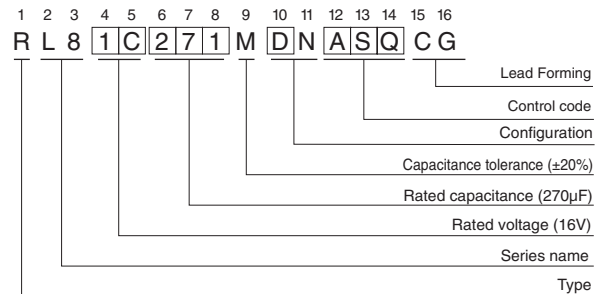 1 2 3 4 5 6 7 8 9 10 11 12 13 14 15 16
R L 8 1 C 2 7 1 M D N A S Q C G
Lead Forming
Control code
Configuration
Capacitance tolerance (±20%)
Rated capacitance (270µF)
Rated voltage (16V)
Series name
Type